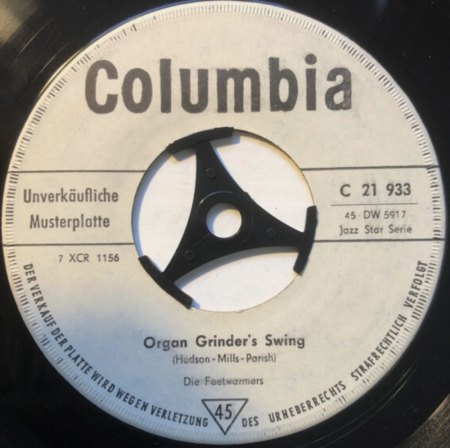 Columbia
Unverkäufliche
Musterplatte
C 21 933
45 · DW 5917
Jazz Star Serie
7 XCR 1156
Organ Grinder's Swing
(Hudson - Mills - Parish)
Die Feetwarmers
DER VERKAUF DER PLATTE WIRD WEGEN VERLETZUNG DES URHEBERRECHTS STRAFRECHTLICH VERFOLGT
45